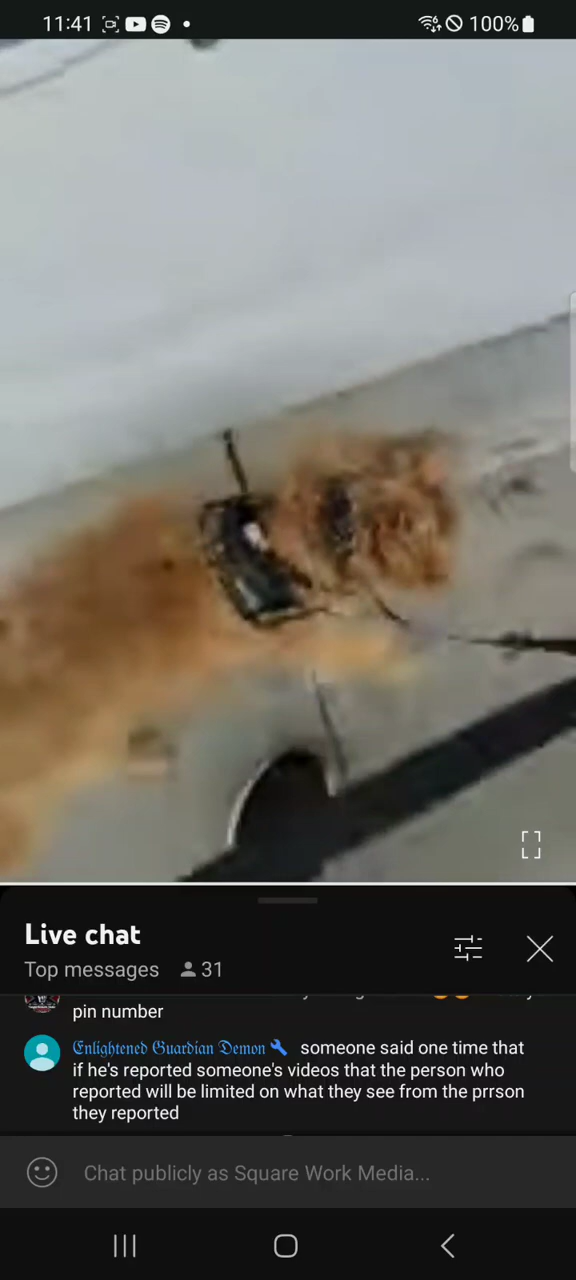 11:41
100%
Live chat
Top messages 31
pin number
Enlightened Guardian Demon someone said one time that
if he's reported someone's videos that the person who
reported will be limited on what they see from the prrson
they reported
Chat publicly as Square Work Media...